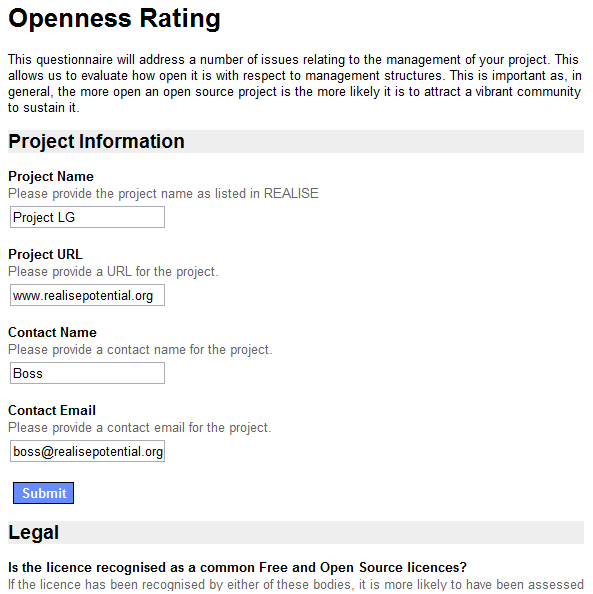 Openness Rating
This questionnaire will address a number of issues relating to the management of your project. This
allows us to evaluate how open it is with respect to management structures. This is important as, in
general, the more open an open source project is the more likely it is to attract a vibrant community
to sustain it.
Project Information
Project Name
Please provide the project name as listed in REALISE
Project LG
Project URL
Please provide a URL for the project.
www.realisepotential.org
Contact Name
Please provide a contact name for the project.
Boss
Contact Email
Please provide a contact email for the project.
boss@realisepotential.org
Submit
Legal
Is the licence recognised as a common Free and Open Source licences?
If the licence has been recognised by either of these bodies, it is more likely to have been assessed